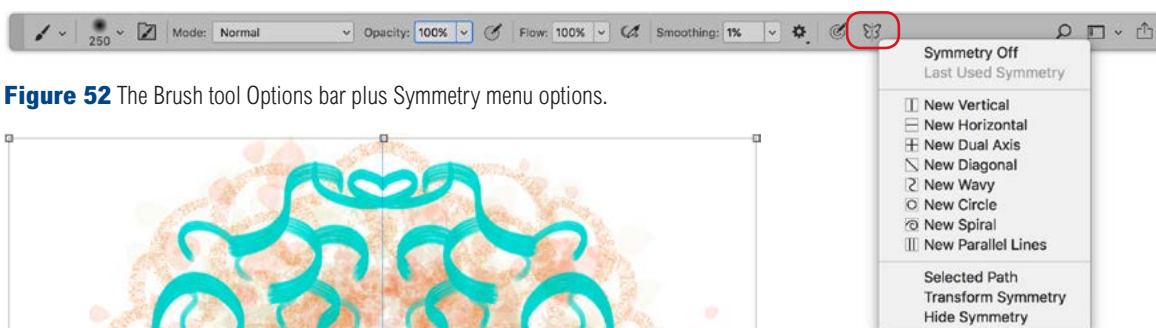 250 Mode: Normal Opacity: 100% Flow: 100% Smoothing: 1%
Symmetry Off
Last Used Symmetry
New Vertical
New Horizontal
New Dual Axis
New Diagonal
New Wavy
New Circle
New Spiral
New Parallel Lines
Selected Path
Transform Symmetry
Hide Symmetry
Figure 52 The Brush tool Options bar plus Symmetry menu options.